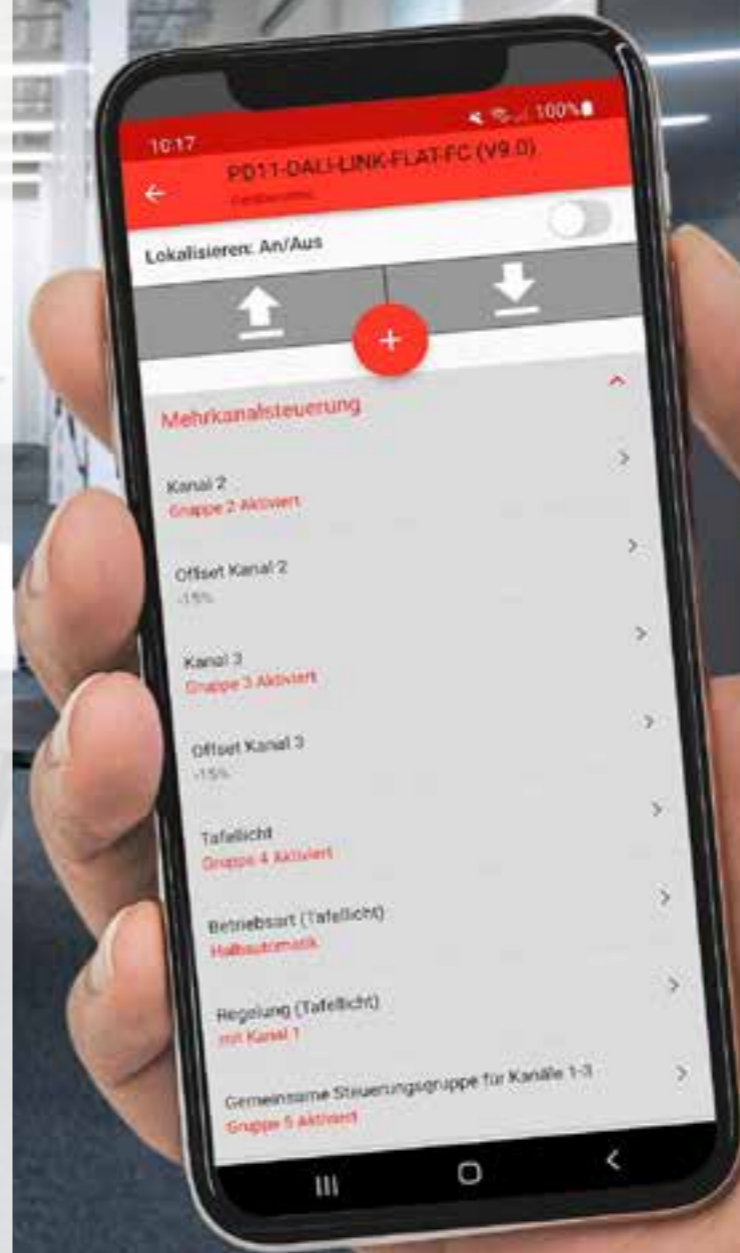 10:17
100%
PD11-DALI-LINK-FLAT-FC (V9.0)
Lokalisieren: An/Aus
Mehrkanalsteuerung
Kanal 2
Gruppe 2 Aktiviert
Offset Kanal 2
-15%
Kanal 3
Gruppe 3 Aktiviert
Offset Kanal 3
-15%
Tafellicht
Gruppe 4 Aktiviert
Betriebsart (Tafellicht)
Halbautomatik
Regelung (Tafellicht)
mit Kanal 1
Gemeinsame Steuerungsgruppe für Kanäle 1-3
Gruppe 5 Aktiviert